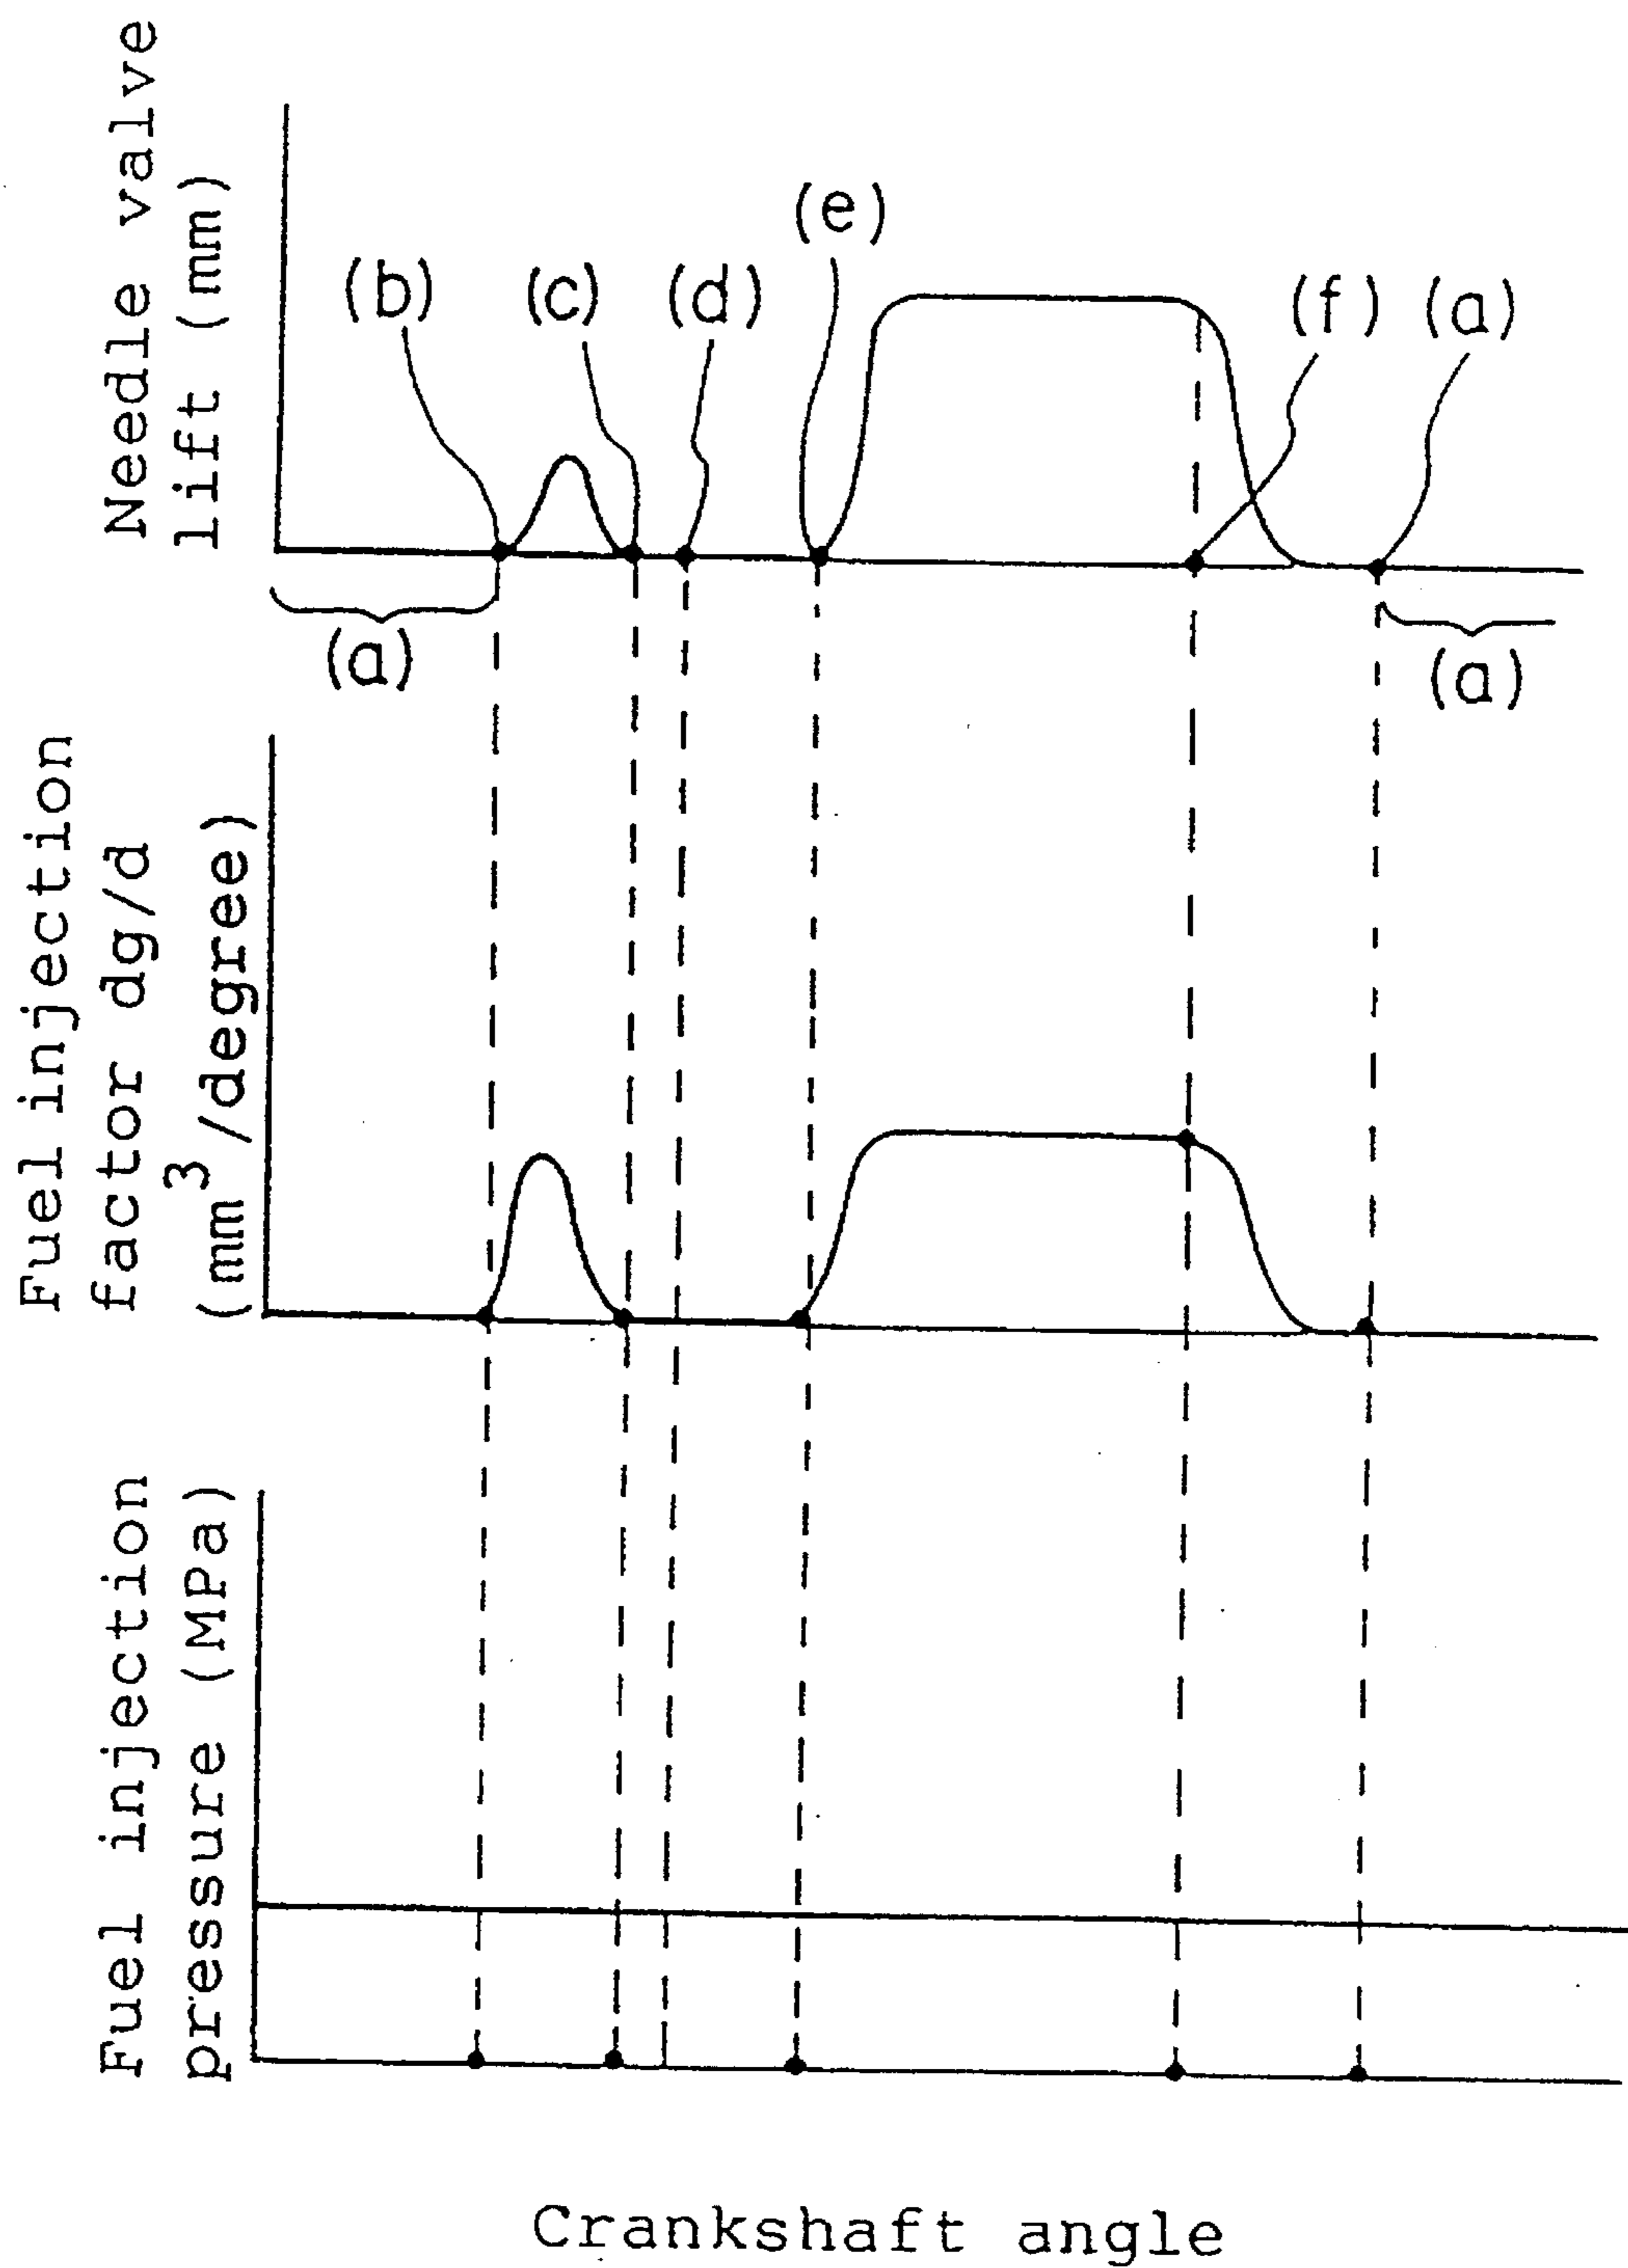 Needle valve
lift (mm)
(b)
(c)
(d)
(e)
(f)
(a)
(a)
(a)
Fuel injection
factor dg/d
(mm³/degree)
Fuel injection
pressure (MPa)
Crankshaft angle